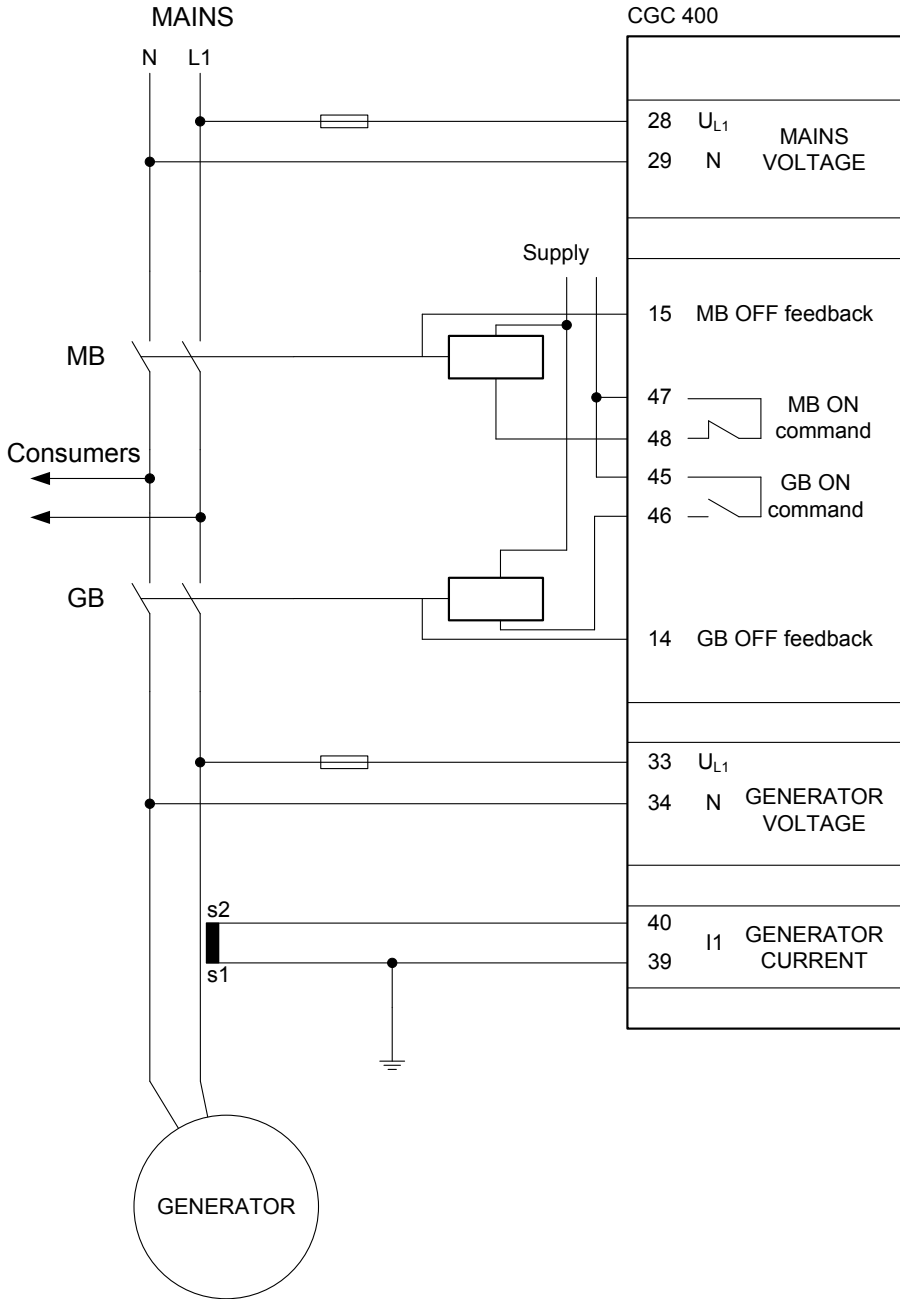 MAINS
CGC 400
N L1
28 UL1
MAINS
VOLTAGE
29 N
Supply
15 MB OFF feedback
MB
47
MB ON
command
48
Consumers
45
GB ON
command
46
GB
14 GB OFF feedback
33 UL1
34 N
GENERATOR
VOLTAGE
s2
40
I1
GENERATOR
CURRENT
39
s1
GENERATOR